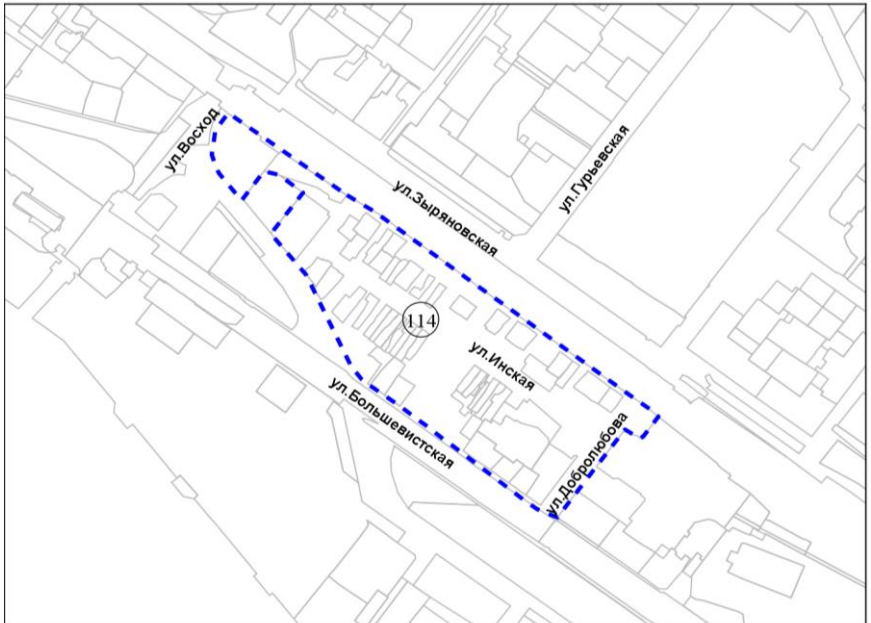 ул.Восход
ул.Зыряновская
ул.Гурьевская
114
ул.Инская
ул.Большевистская
ул.Добролюбова